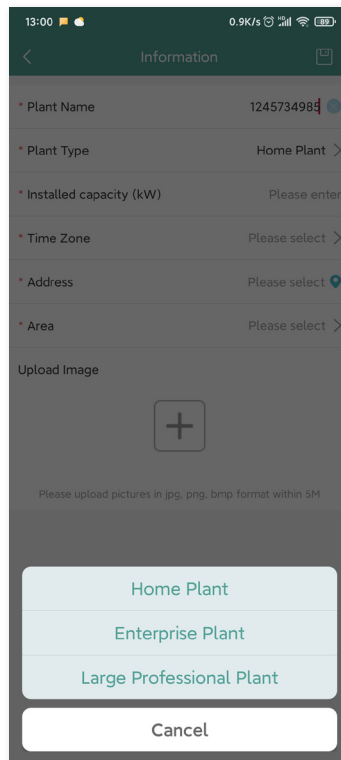 13:00 0.9K/s 89
Information
* Plant Name 1245734985
* Plant Type Home Plant
* Installed capacity (kW) Please enter
* Time Zone Please select
* Address Please select
* Area Please select
Upload Image
Please upload pictures in jpg, png, bmp format within 5M
Home Plant
Enterprise Plant
Large Professional Plant
Cancel